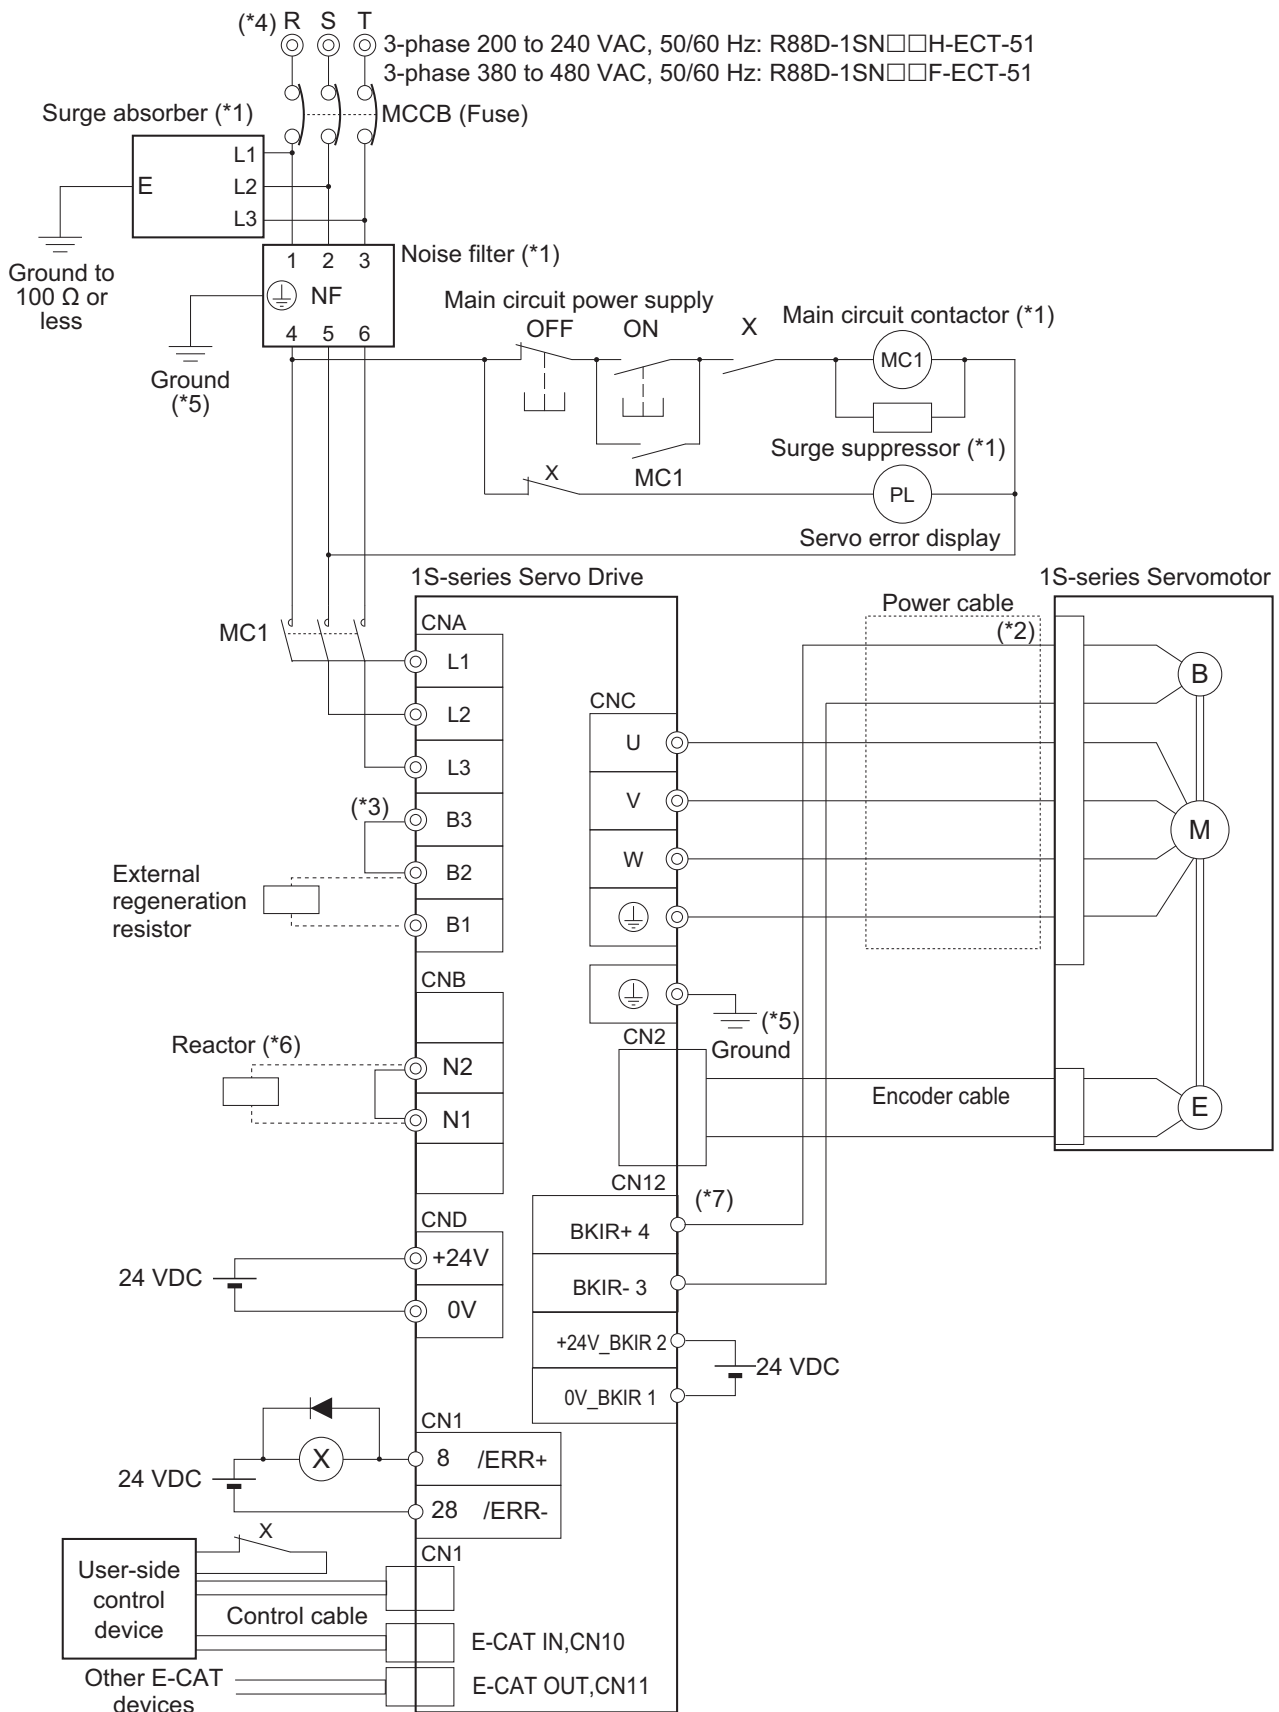 (*4) R S T
3-phase 200 to 240 VAC, 50/60 Hz: R88D-1SN□□H-ECT-51
3-phase 380 to 480 VAC, 50/60 Hz: R88D-1SN□□F-ECT-51
MCCB (Fuse)
Surge absorber (*1)
L1
E L2
L3
Ground to
100 Ω or
less
Noise filter (*1)
1 2 3
NF
4 5 6
Ground
(*5)
Main circuit power supply
OFF ON X
Main circuit contactor (*1)
MC1
Surge suppressor (*1)
MC1
X
PL
Servo error display
1S-series Servo Drive
1S-series Servomotor
MC1
CNA
L1
L2
L3
(*3)
B3
B2
B1
External
regeneration
resistor
CNB
Reactor (*6)
N2
N1
CND
24 VDC
+24V
0V
CN1
X
24 VDC
8 /ERR+
28 /ERR-
X
User-side
control
device
CN1
Control cable
E-CAT IN,CN10
Other E-CAT
devices
E-CAT OUT,CN11
CNC
U
V
W
(*5)
Ground
CN2
CN12
(*7)
BKIR+ 4
BKIR- 3
+24V_BKIR 2
0V_BKIR 1
24 VDC
Power cable
(*2)
B
M
Encoder cable
E